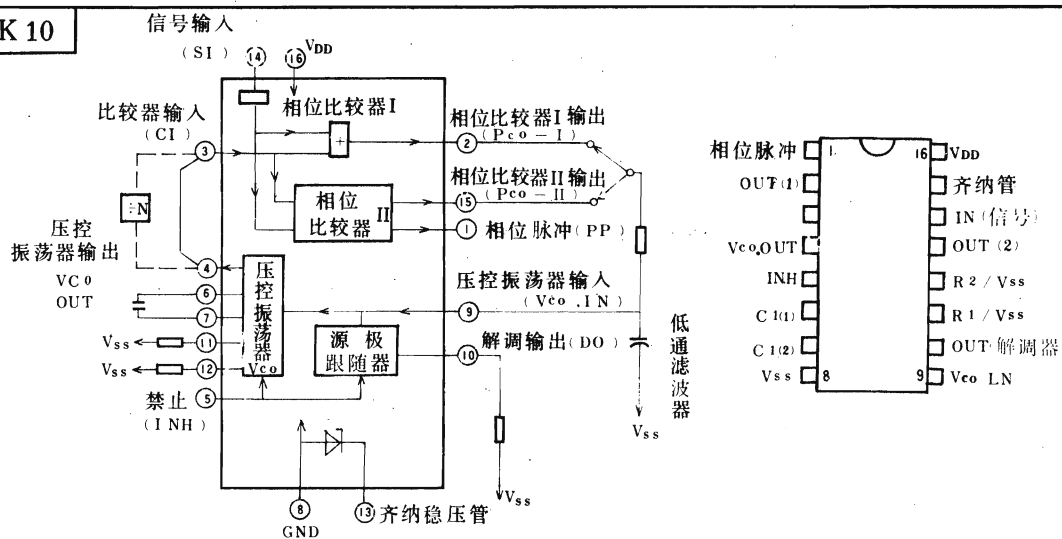 K 10
信号输入
(SI)
14
16
VDD
比较器输入
(CI)
3
相位比较器I
+
相位比较器I输出
(Pco-I)
2
÷N
相位
比较器
II
相位比较器II输出
(Pco-II)
15
1
相位脉冲(PP)
压控
振荡器输出
VCO
OUT
4
6
7
压控振荡器
Vco
压控振荡器输入
(Vco.IN)
9
Vss
11
Vss
12
源极
跟随器
解调输出(DO)
10
禁止
(INH)
5
低通滤波器
Vss
Vss
8
GND
13
齐纳稳压管
相位脉冲
1
16
VDD
OUT(1)
齐纳管
IN(信号)
Vco.OUT
OUT(2)
INH
R2/Vss
C1(1)
R1/Vss
C1(2)
OUT解调器
Vss
8
9
Vco LN